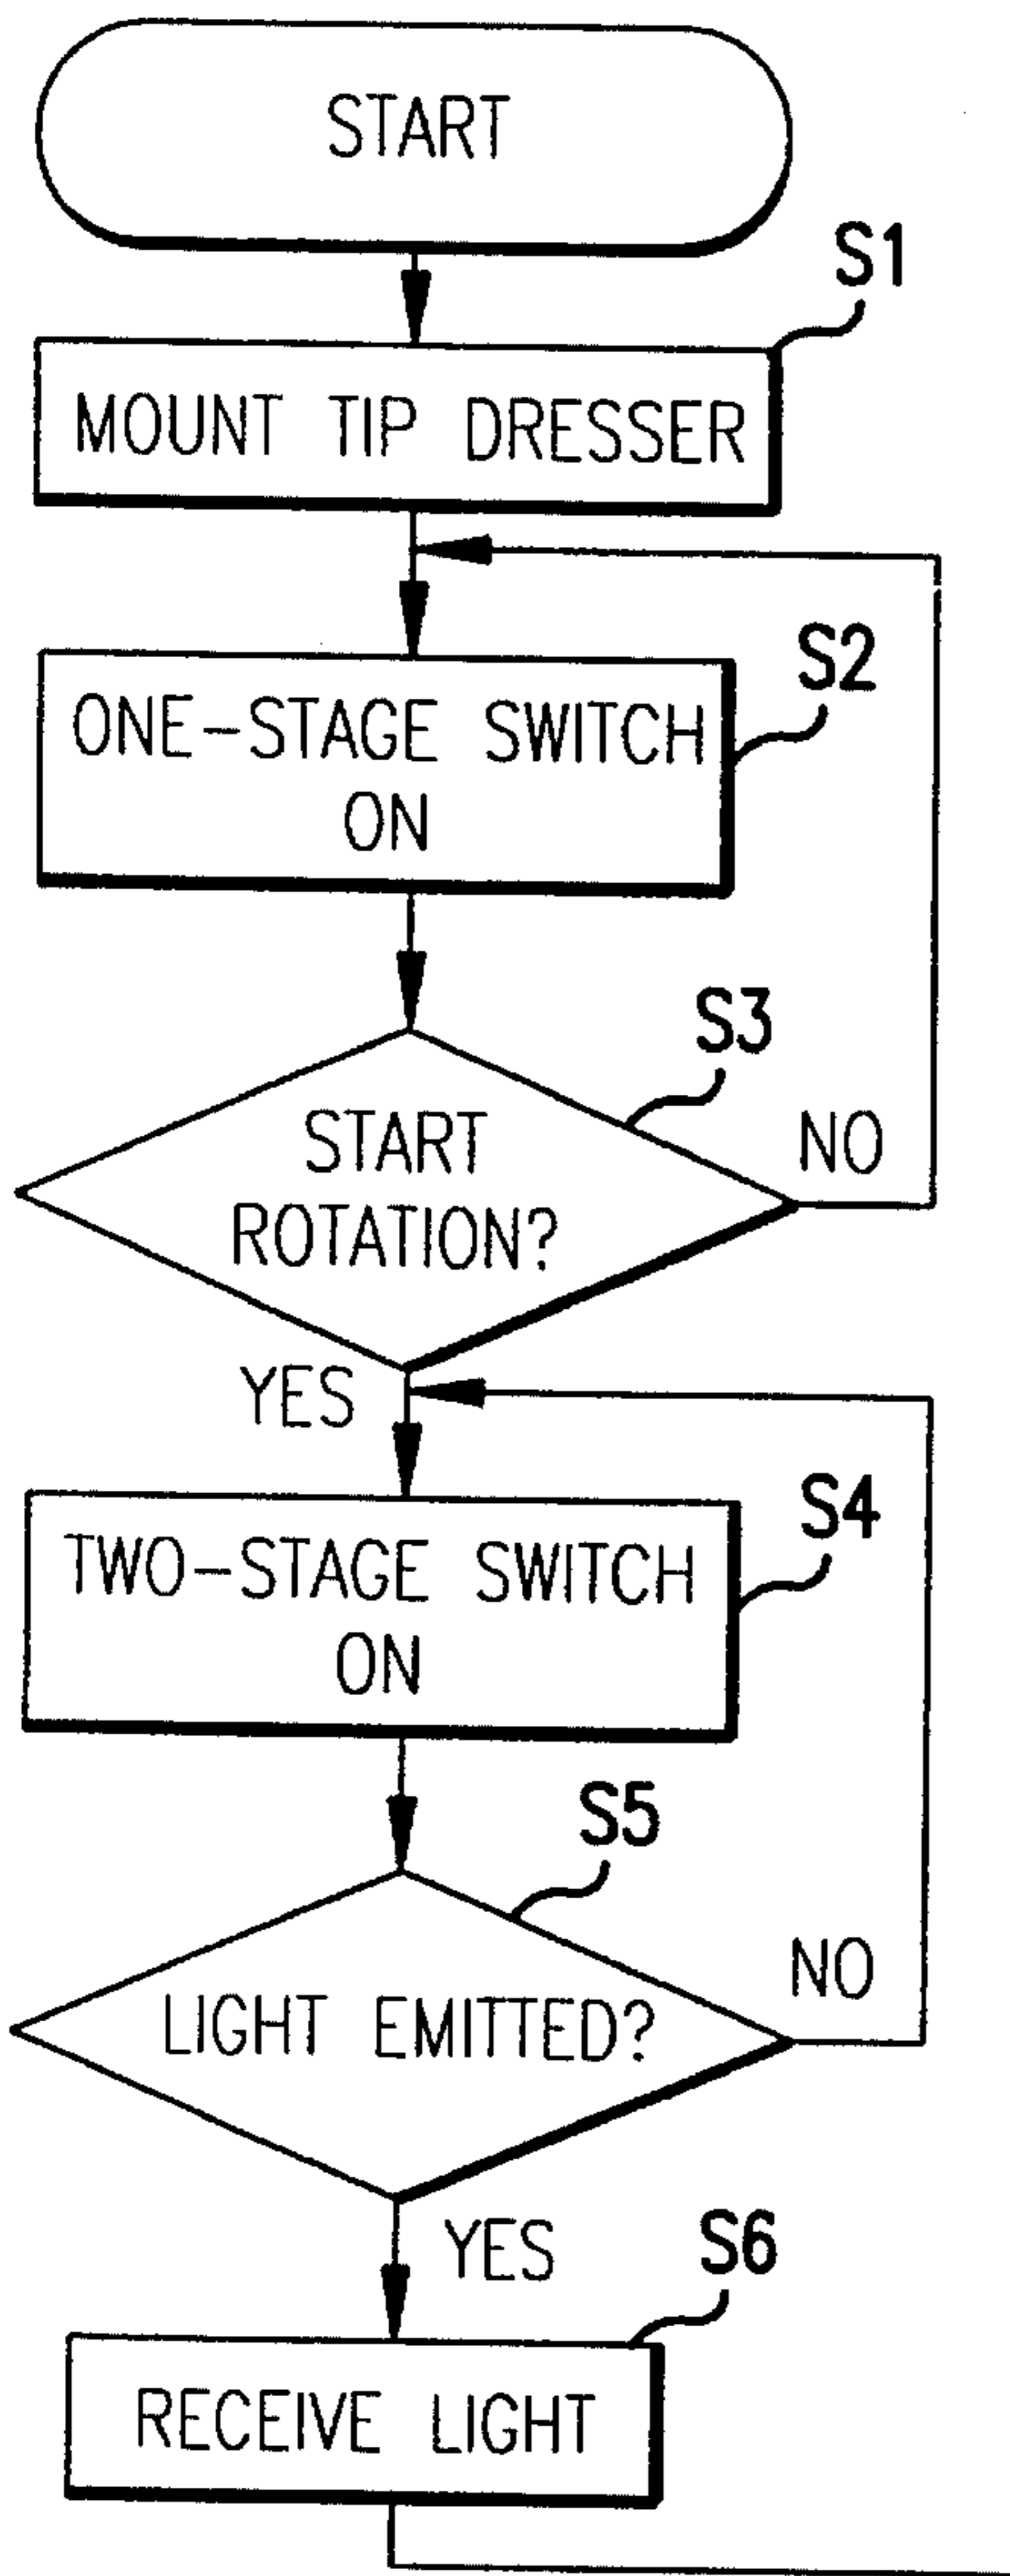 START
S1
MOUNT TIP DRESSER
S2
ONE-STAGE SWITCH
ON
S3
START
ROTATION?
NO
YES
S4
TWO-STAGE SWITCH
ON
S5
LIGHT EMITTED?
NO
YES
S6
RECEIVE LIGHT